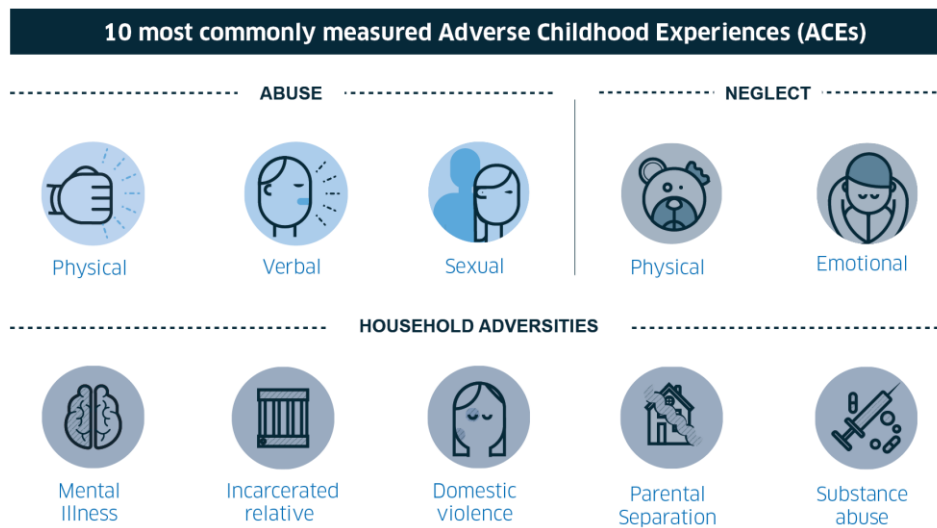 10 most commonly measured Adverse Childhood Experiences (ACEs)
ABUSE
NEGLECT
Physical
Verbal
Sexual
Physical
Emotional
HOUSEHOLD ADVERSITIES
Mental
Illness
Incarcerated
relative
Domestic
violence
Parental
Separation
Substance
abuse